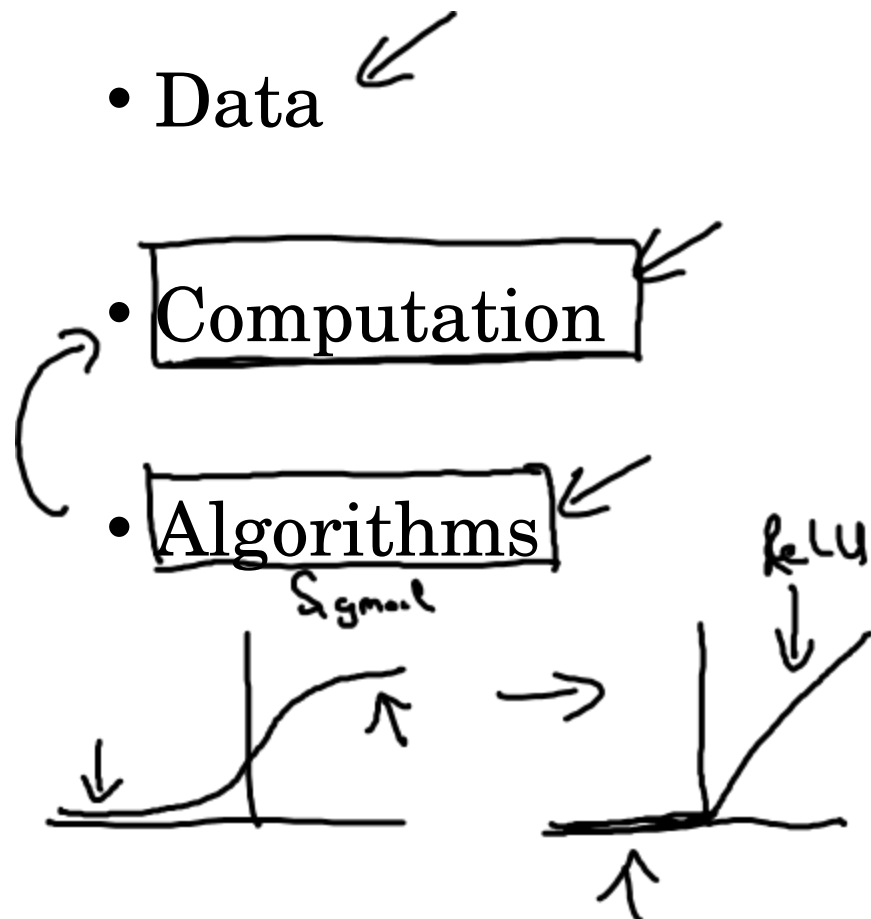 • Data
• Computation
• Algorithms
Sigmoid
ReLU